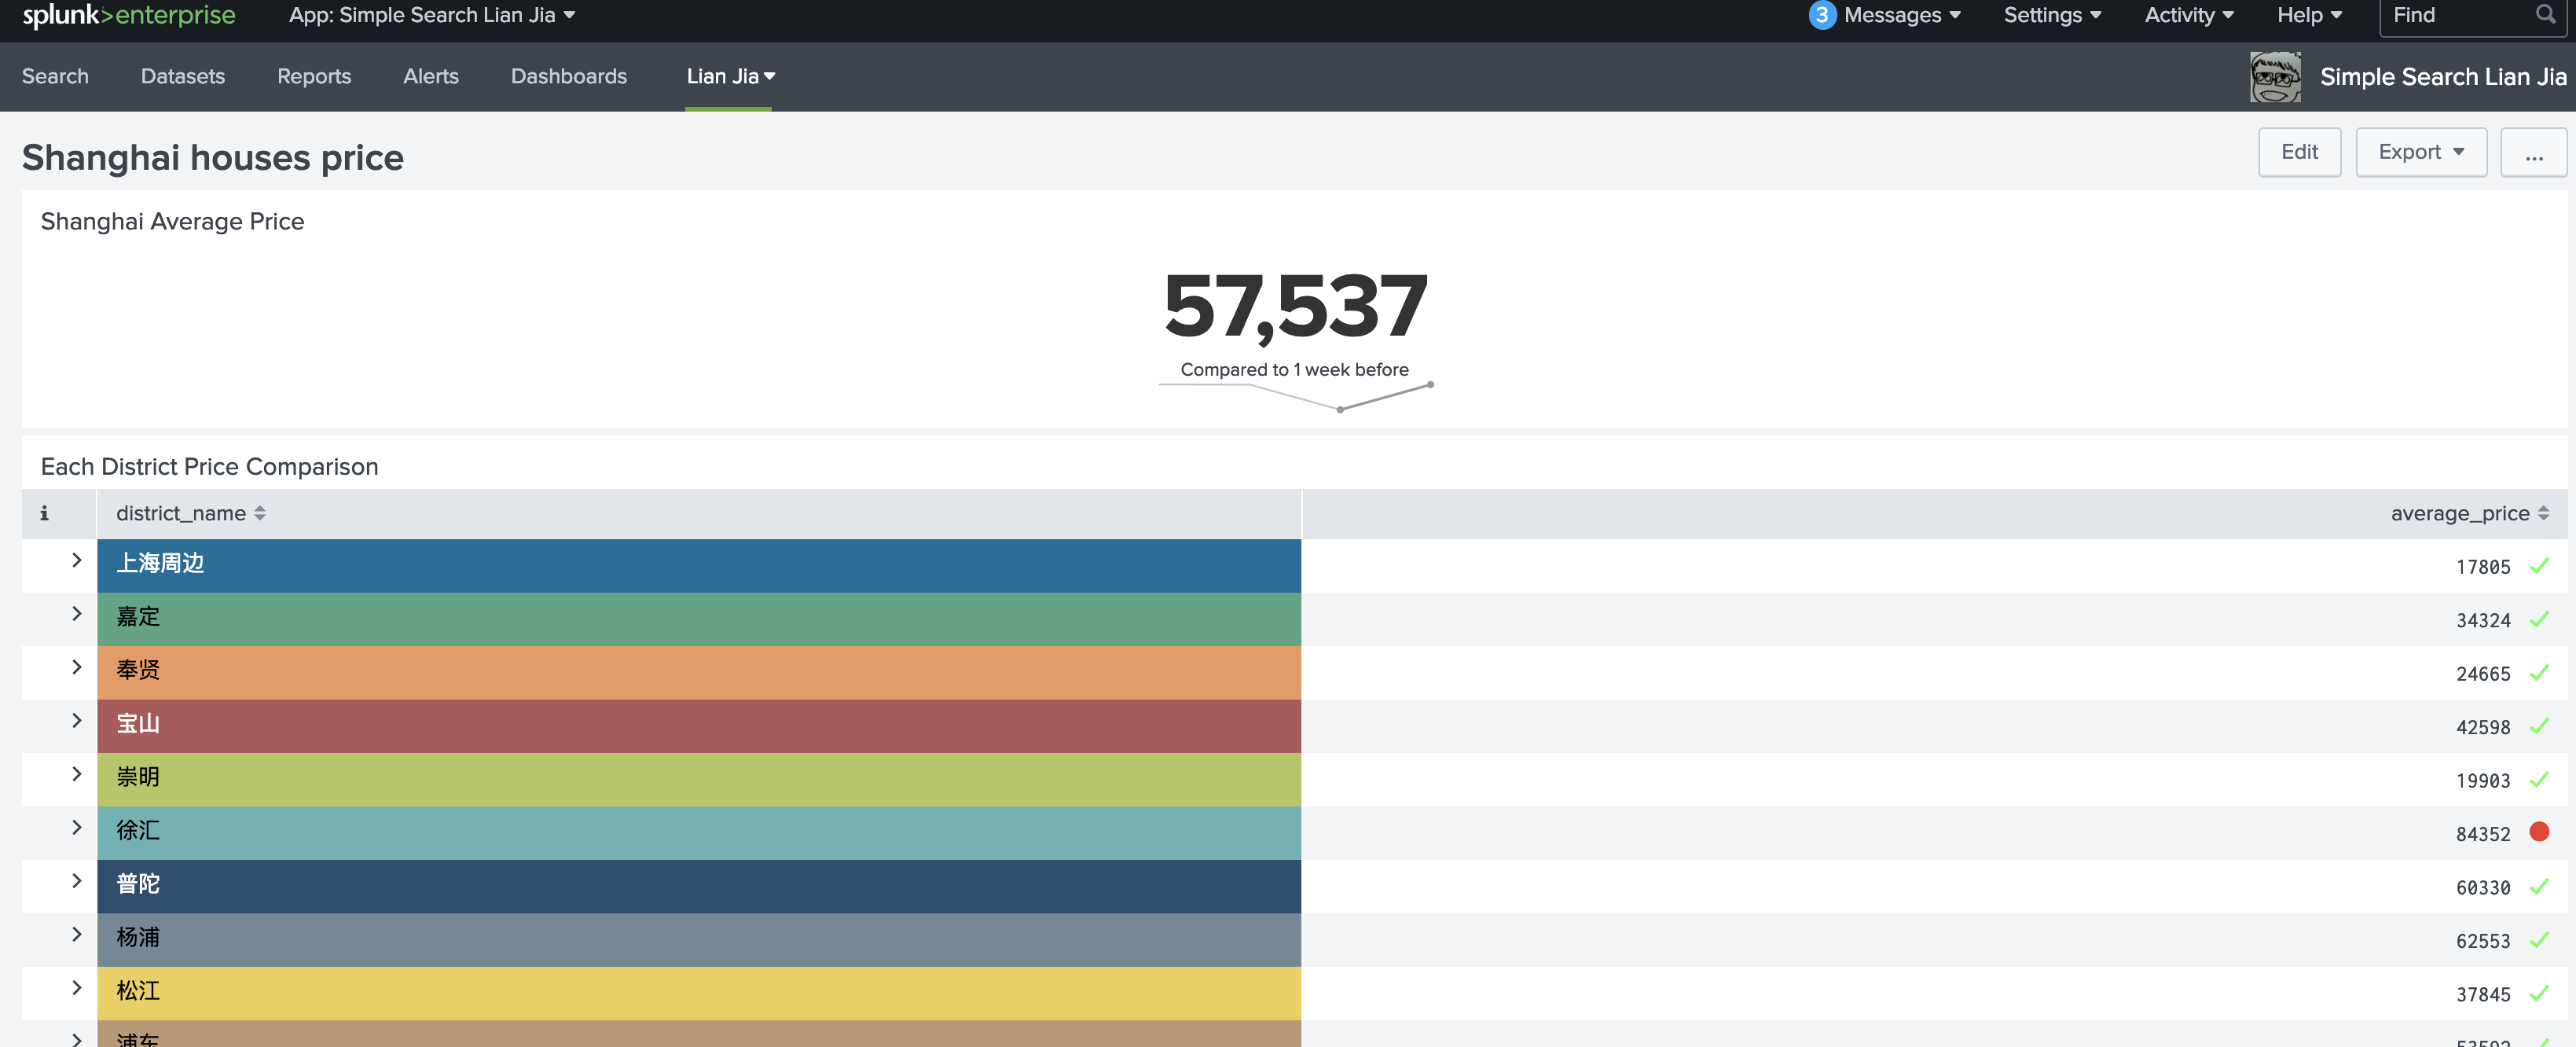 splunk>enterprise App: Simple Search Lian Jia 3 Messages Settings Activity Help Find
Search Datasets Reports Alerts Dashboards Lian Jia Simple Search Lian Jia
Shanghai houses price Edit Export ...
Shanghai Average Price
57,537
Compared to 1 week before
Each District Price Comparison
i district_name average_price
上海周边 17805
嘉定 34324
奉贤 24665
宝山 42598
崇明 19903
徐汇 84352
普陀 60330
杨浦 62553
松江 37845
浦东